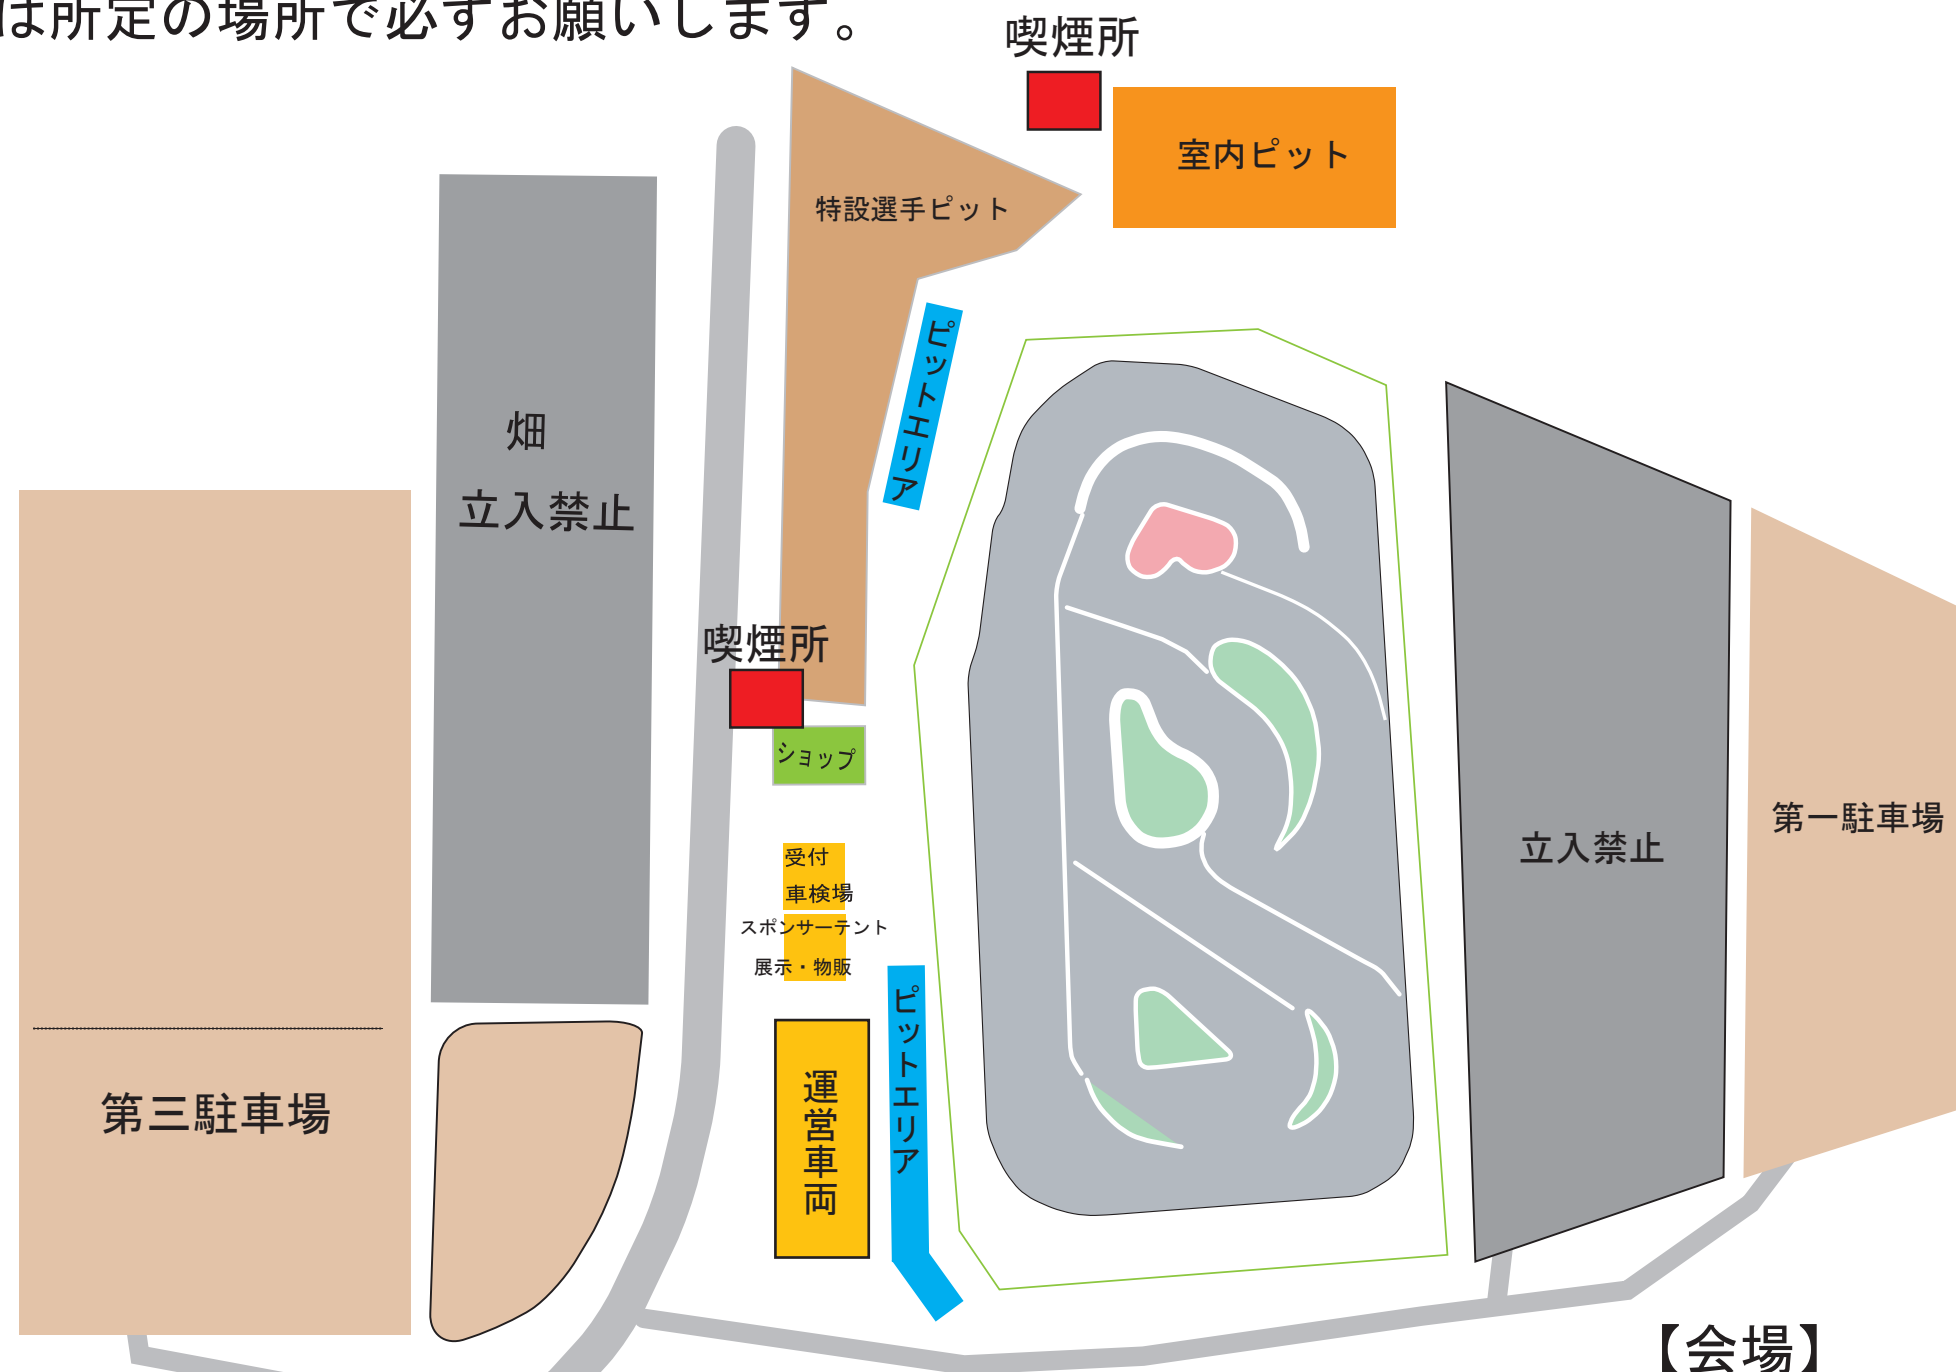 は所定の場所で必ずお願いします。
喫煙所
室内ピット
特設選手ピット
ピットエリア
畑
立入禁止
喫煙所
ショップ
受付
車検場
スポンサーテント
展示・物販
運営車両
ピットエリア
立入禁止
第一駐車場
第三駐車場
【会場】